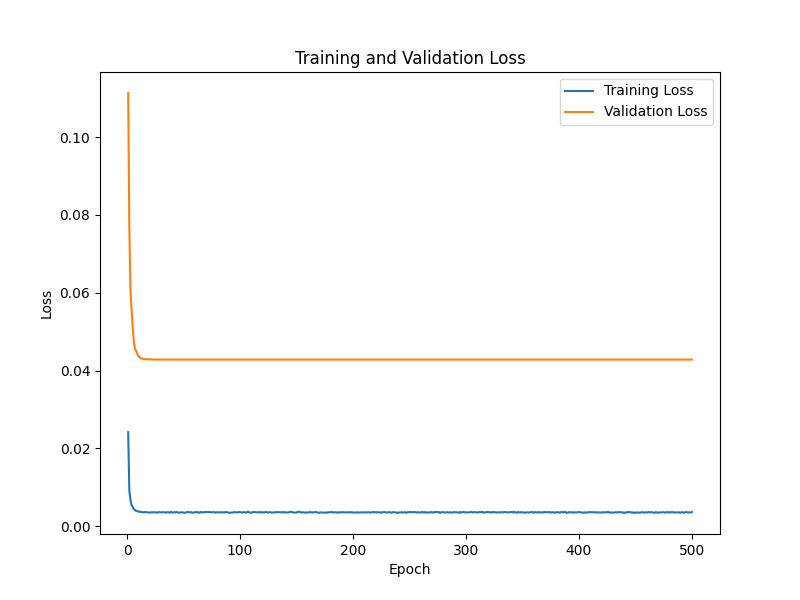 Training and Validation Loss
Training Loss
Validation Loss
0.10
0.08
0.06
0.04
0.02
0.00
Loss
0
100
200
300
400
500
Epoch